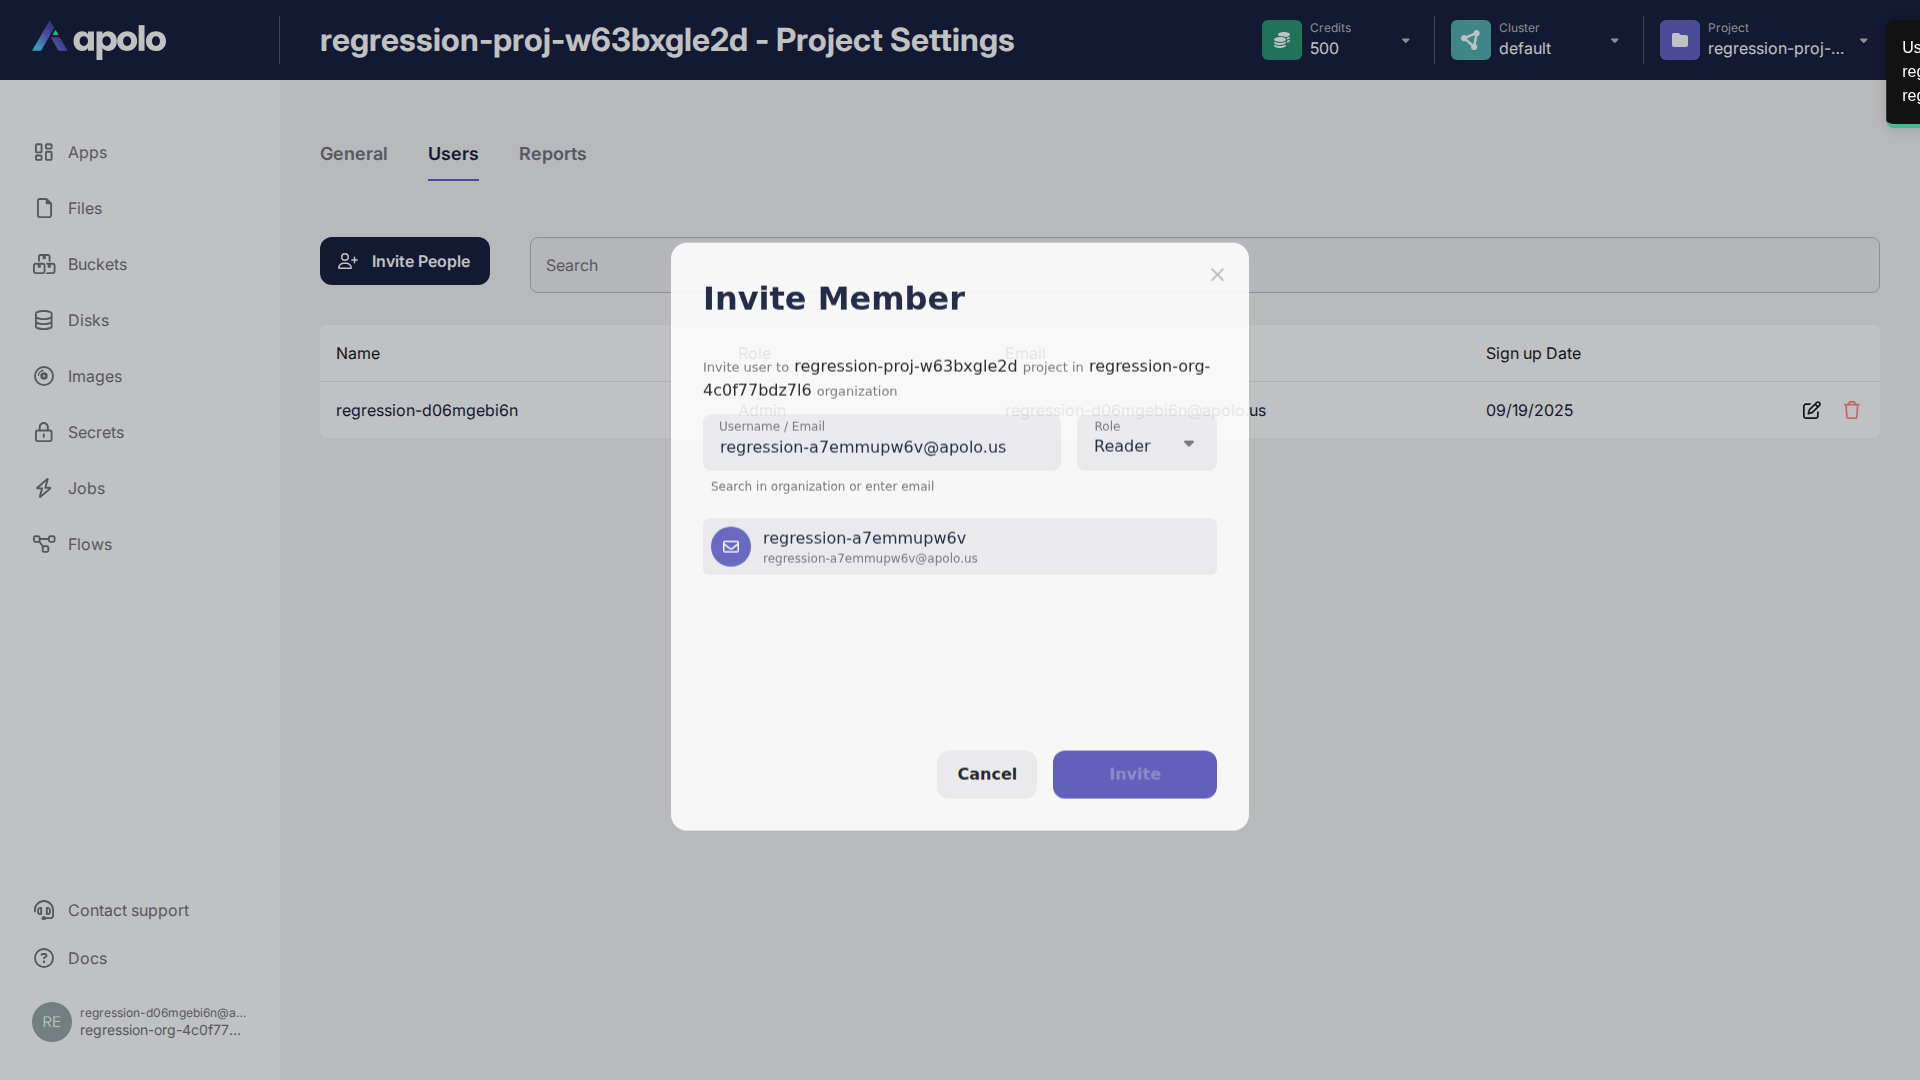 apolo
regression-proj-w63bxgle2d - Project Settings
Credits
500
Cluster
default
Project
regression-proj-...
Us
reg
reg
Apps
Files
Buckets
Disks
Images
Secrets
Jobs
Flows
Contact support
Docs
RE
regression-d06mgebi6n@a...
regression-org-4c0f77...
General
Users
Reports
Invite People
Search
Name
Role
Email
Sign up Date
regression-d06mgebi6n
Admin
regression-d06mgebi6n@apolo.us
09/19/2025
Invite Member
Invite user to regression-proj-w63bxgle2d project in regression-org-
4c0f77bdz7l6 organization
Username / Email
regression-a7emmupw6v@apolo.us
Role
Reader
Search in organization or enter email
regression-a7emmupw6v
regression-a7emmupw6v@apolo.us
Cancel
Invite